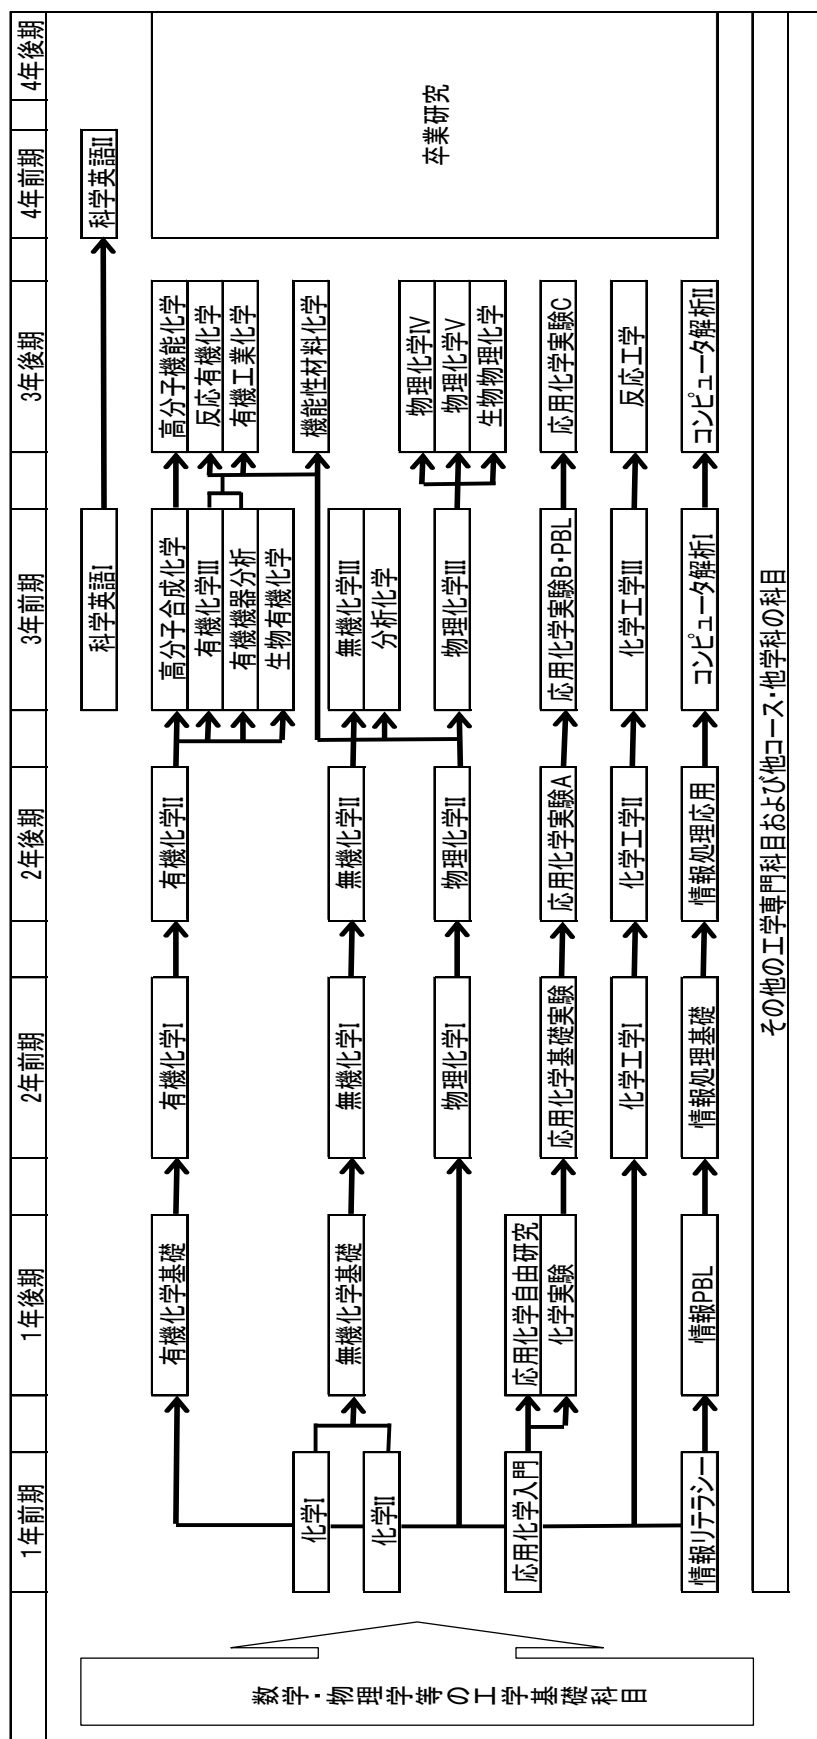 1年前期
1年後期
2年前期
2年後期
3年前期
3年後期
4年前期
4年後期
科学英語I
科学英語II
有機化学基礎
有機化学I
有機化学II
高分子合成化学
有機化学III
有機機器分析
生物有機化学
高分子機能化学
反応有機化学
有機工業化学
化学I
化学II
無機化学基礎
無機化学I
無機化学II
無機化学III
分析化学
機能性材料化学
物理化学I
物理化学II
物理化学III
物理化学IV
物理化学V
生物物理化学
応用化学入門
応用化学自由研究
化学実験
応用化学基礎実験
応用化学実験A
応用化学実験B・PBL
応用化学実験C
化学工学I
化学工学II
化学工学III
反応工学
情報リテラシー
情報PBL
情報処理基礎
情報処理応用
コンピュータ解析I
コンピュータ解析II
卒業研究
その他の工学専門科目および他コース・他学科の科目
数学・物理学等の工学基礎科目